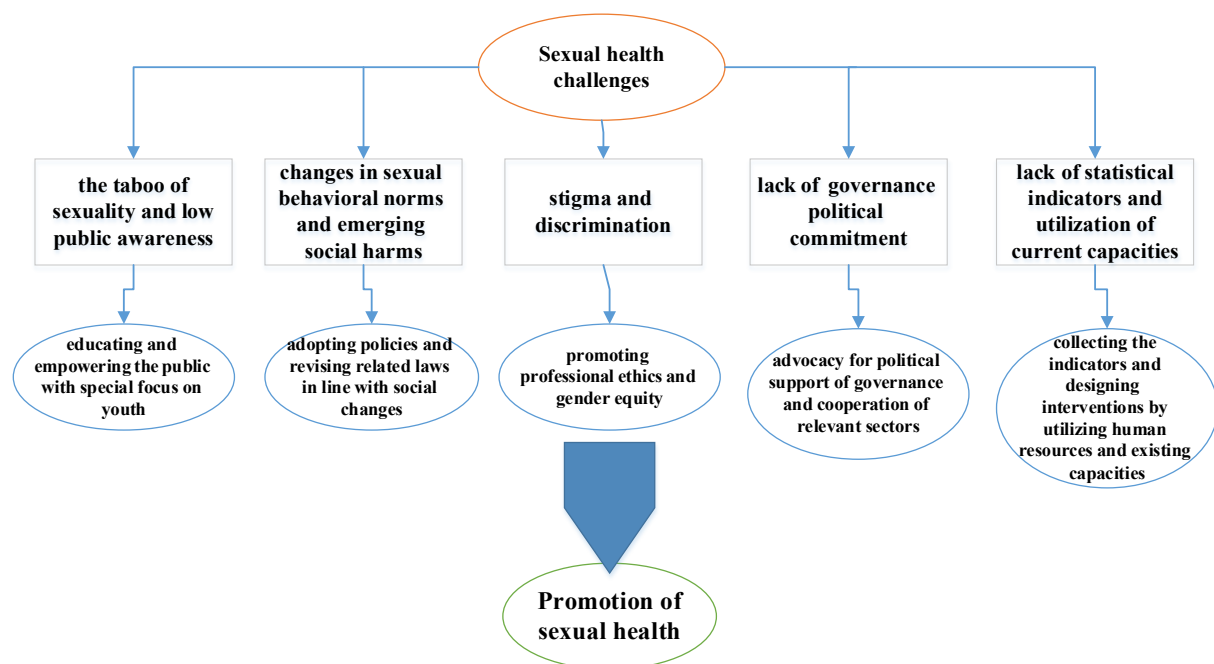 Sexual health
challenges
the taboo of
sexuality and low
public awareness
changes in sexual
behavioral norms
and emerging
social harms
stigma and
discrimination
lack of governance
political
commitment
lack of statistical
indicators and
utilization of
current capacities
educating and
empowering the public
with special focus on
youth
adopting policies and
revising related laws
in line with social
changes
promoting
professional ethics and
gender equity
advocacy for political
support of governance
and cooperation of
relevant sectors
collecting the
indicators and
designing
interventions by
utilizing human
resources and existing
capacities
Promotion of
sexual health